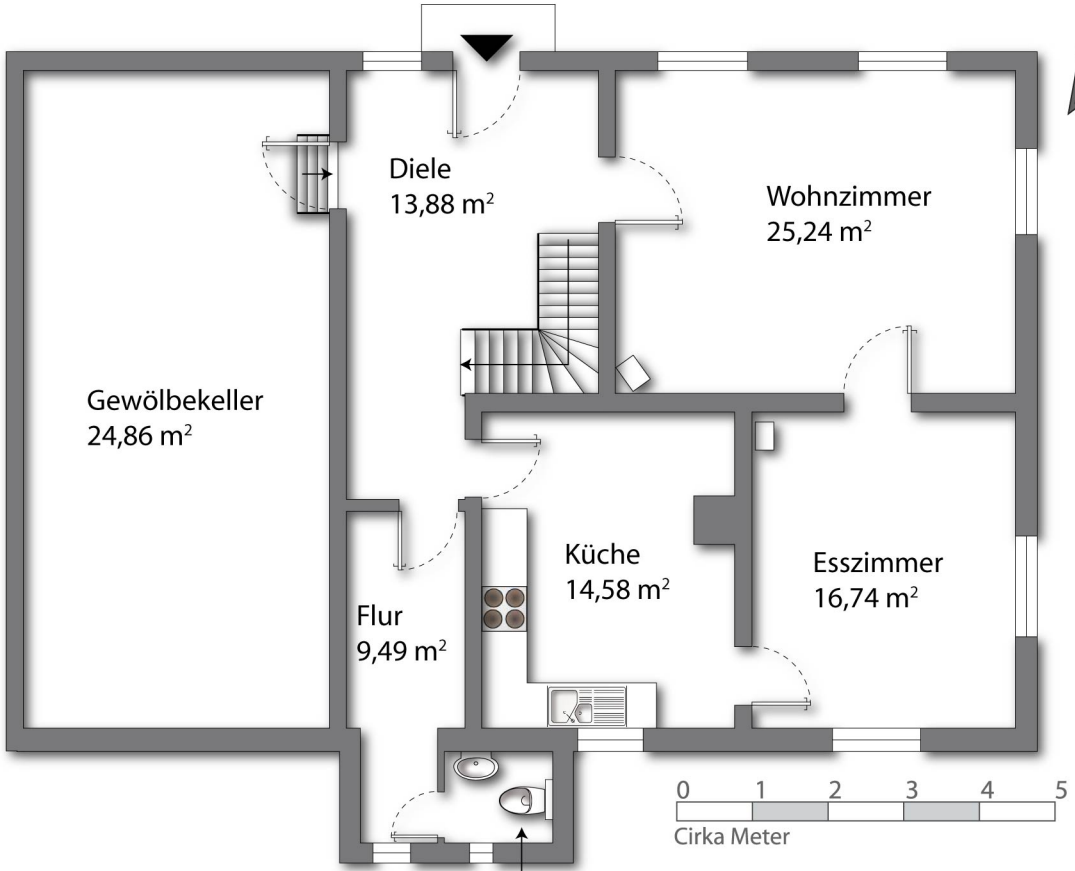 Diele
13,88 m²
Wohnzimmer
25,24 m²
Gewölbekeller
24,86 m²
Küche
14,58 m²
Esszimmer
16,74 m²
Flur
9,49 m²
0 1 2 3 4 5
Cirka Meter